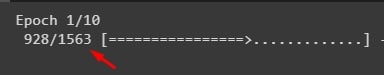 Epoch 1/10
928/1563 [================>.............] -